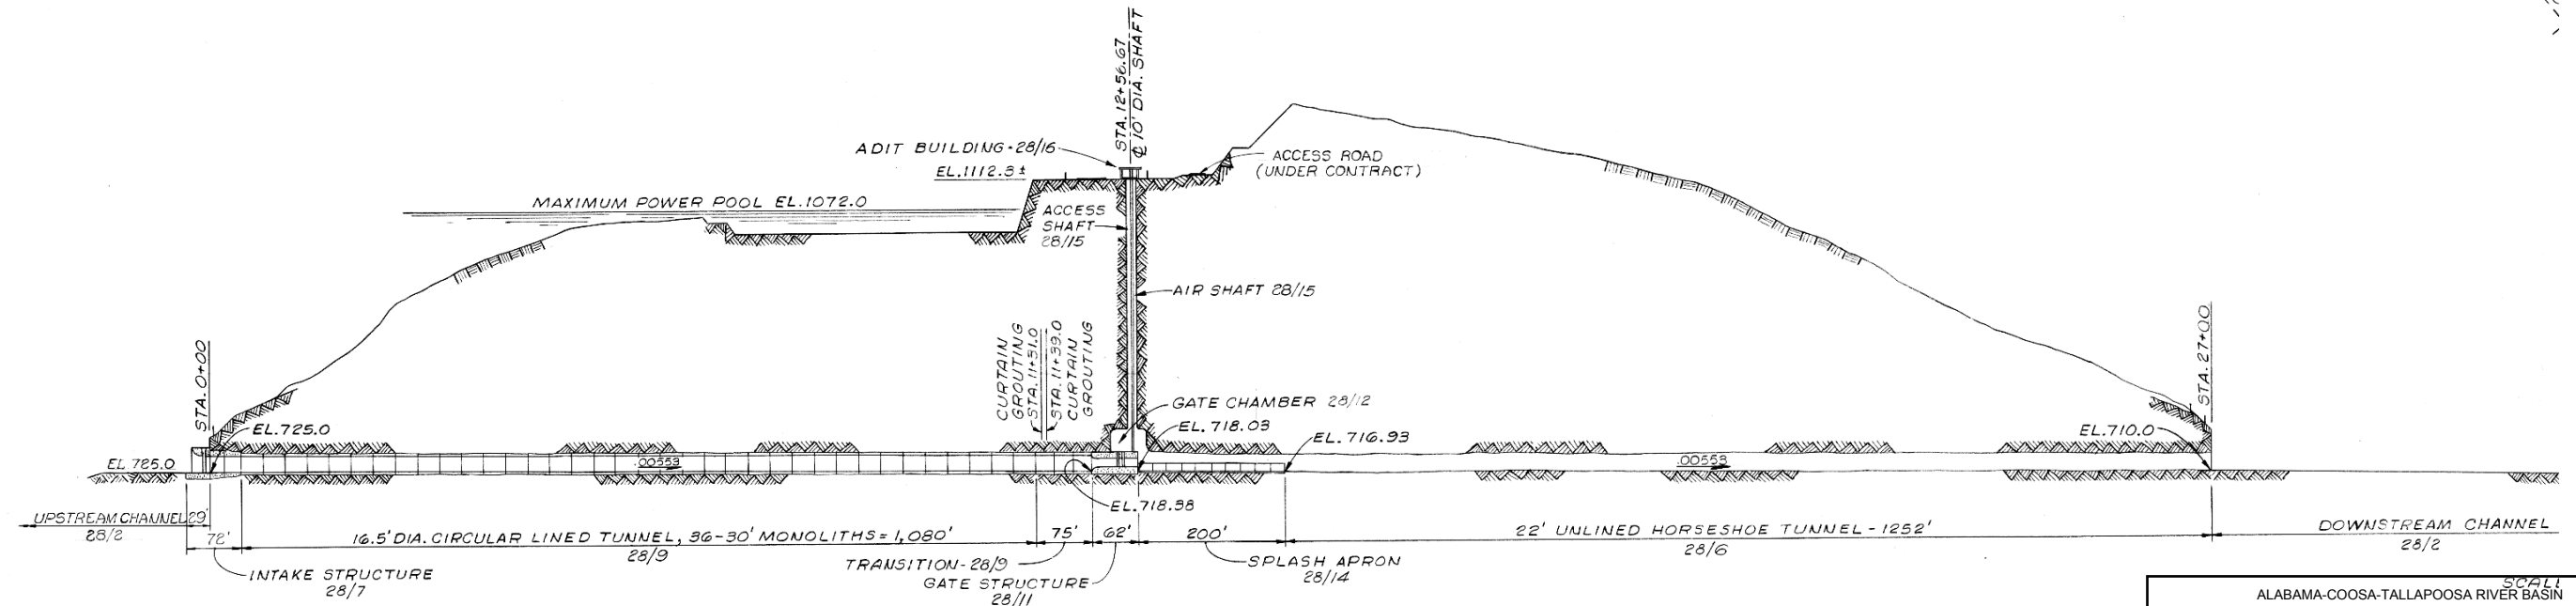 STA. 12+56.67
℄ 10' DIA. SHAFT
ADIT BUILDING-28/16
EL.1112.3±
ACCESS ROAD
(UNDER CONTRACT)
MAXIMUM POWER POOL EL.1072.0
ACCESS
SHAFT
28/15
AIR SHAFT 28/15
CURTAIN
GROUTING
STA.11+31.0
STA.11+39.0
CURTAIN
GROUTING
STA.0+00
STA.27+00
GATE CHAMBER 28/12
EL.725.0
EL.718.03
EL.716.93
EL.710.0
EL.725.0
.00553
.00553
EL.718.38
UPSTREAM CHANNEL
28/2
29'
72'
16.5' DIA. CIRCULAR LINED TUNNEL, 36-30' MONOLITHS = 1,080'
28/9
75'
62'
200'
22' UNLINED HORSESHOE TUNNEL-1252'
28/6
DOWNSTREAM CHANNEL
28/2
INTAKE STRUCTURE
28/7
TRANSITION-28/9
GATE STRUCTURE
28/11
SPLASH APRON
28/14
ALABAMA-COOSA-TALLAPOOSA RIVER BASIN